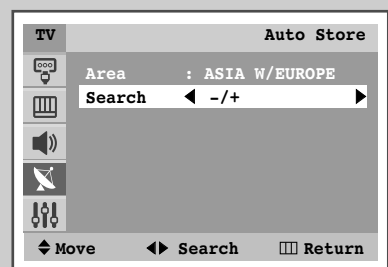 TV Auto Store
Area : ASIA W/EUROPE
Search ◀ -/+ ▶
Move Search Return